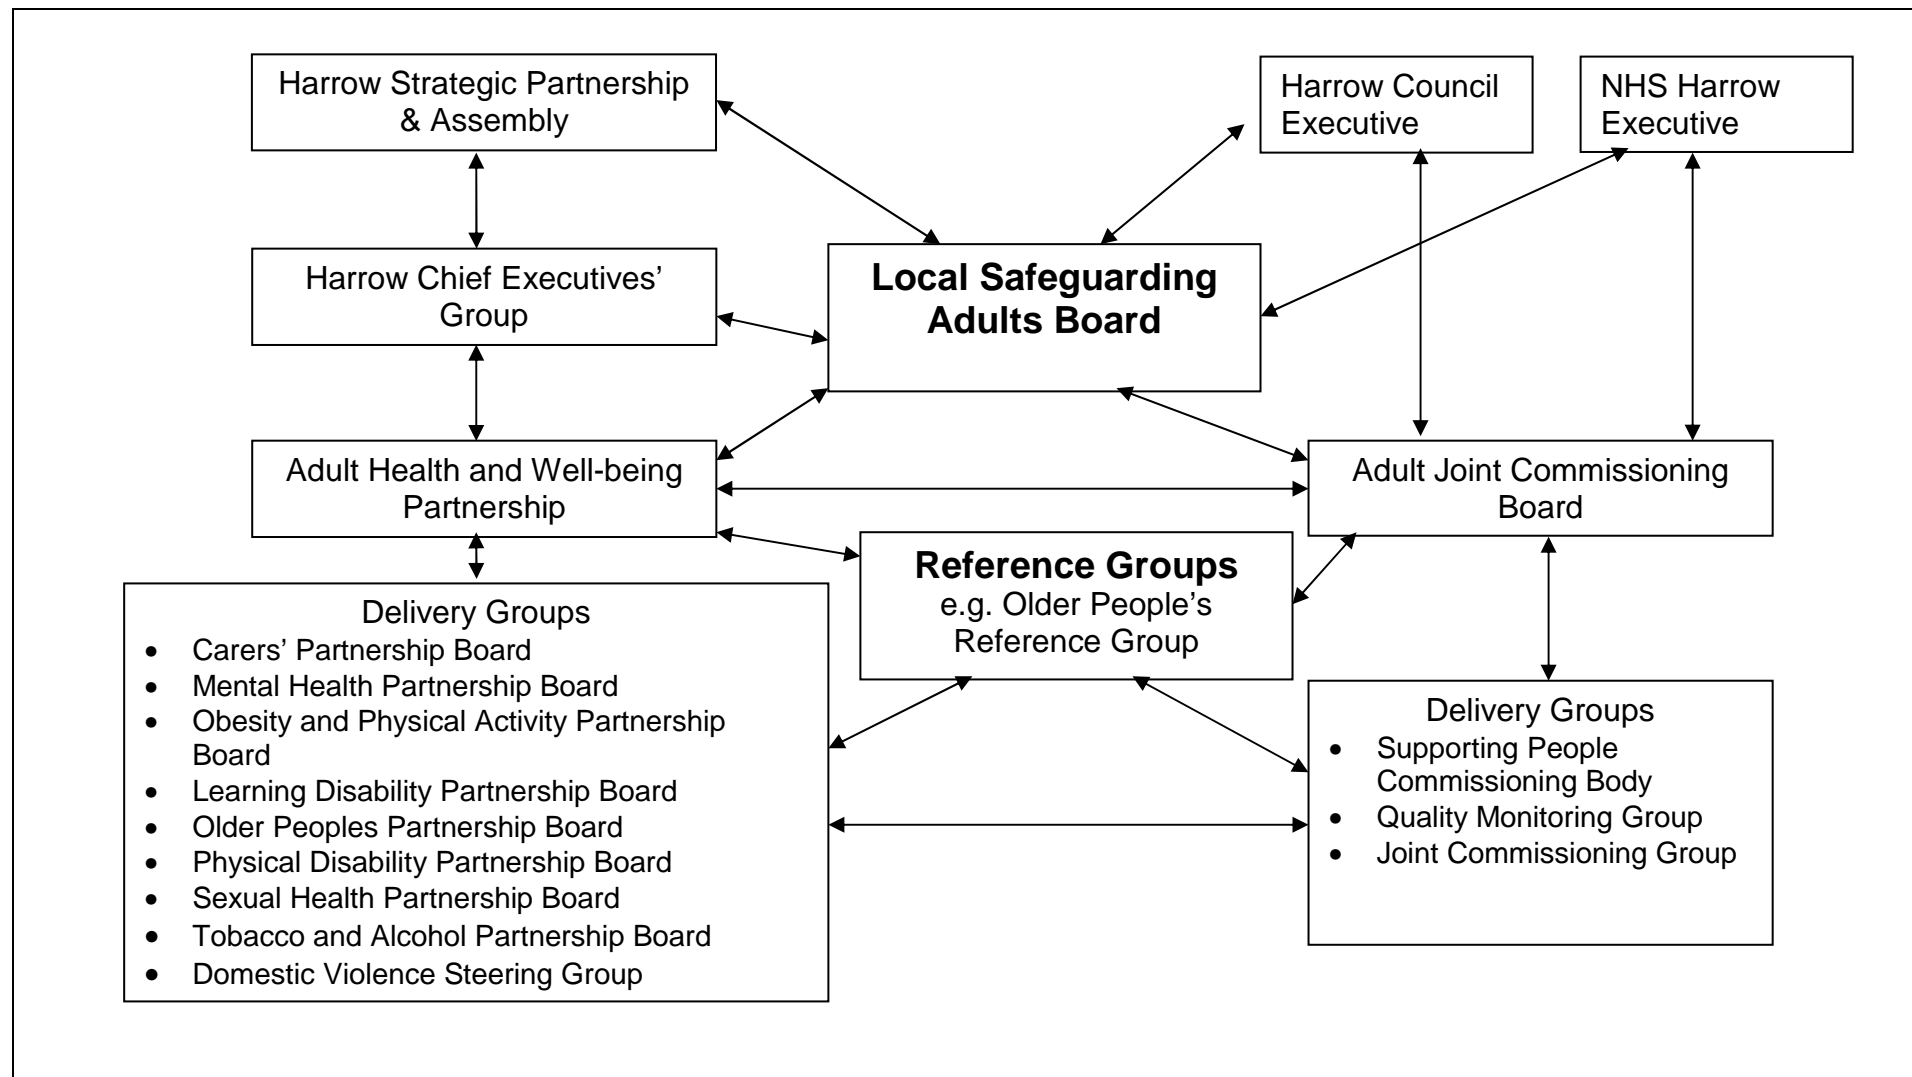 Harrow Strategic Partnership
& Assembly
Harrow Council
Executive
NHS Harrow
Executive
Harrow Chief Executives’
Group
Local Safeguarding
Adults Board
Adult Health and Well-being
Partnership
Adult Joint Commissioning
Board
Reference Groups
e.g. Older People’s
Reference Group
Delivery Groups
• Carers’ Partnership Board
• Mental Health Partnership Board
• Obesity and Physical Activity Partnership
Board
• Learning Disability Partnership Board
• Older Peoples Partnership Board
• Physical Disability Partnership Board
• Sexual Health Partnership Board
• Tobacco and Alcohol Partnership Board
• Domestic Violence Steering Group
Delivery Groups
• Supporting People
Commissioning Body
• Quality Monitoring Group
• Joint Commissioning Group